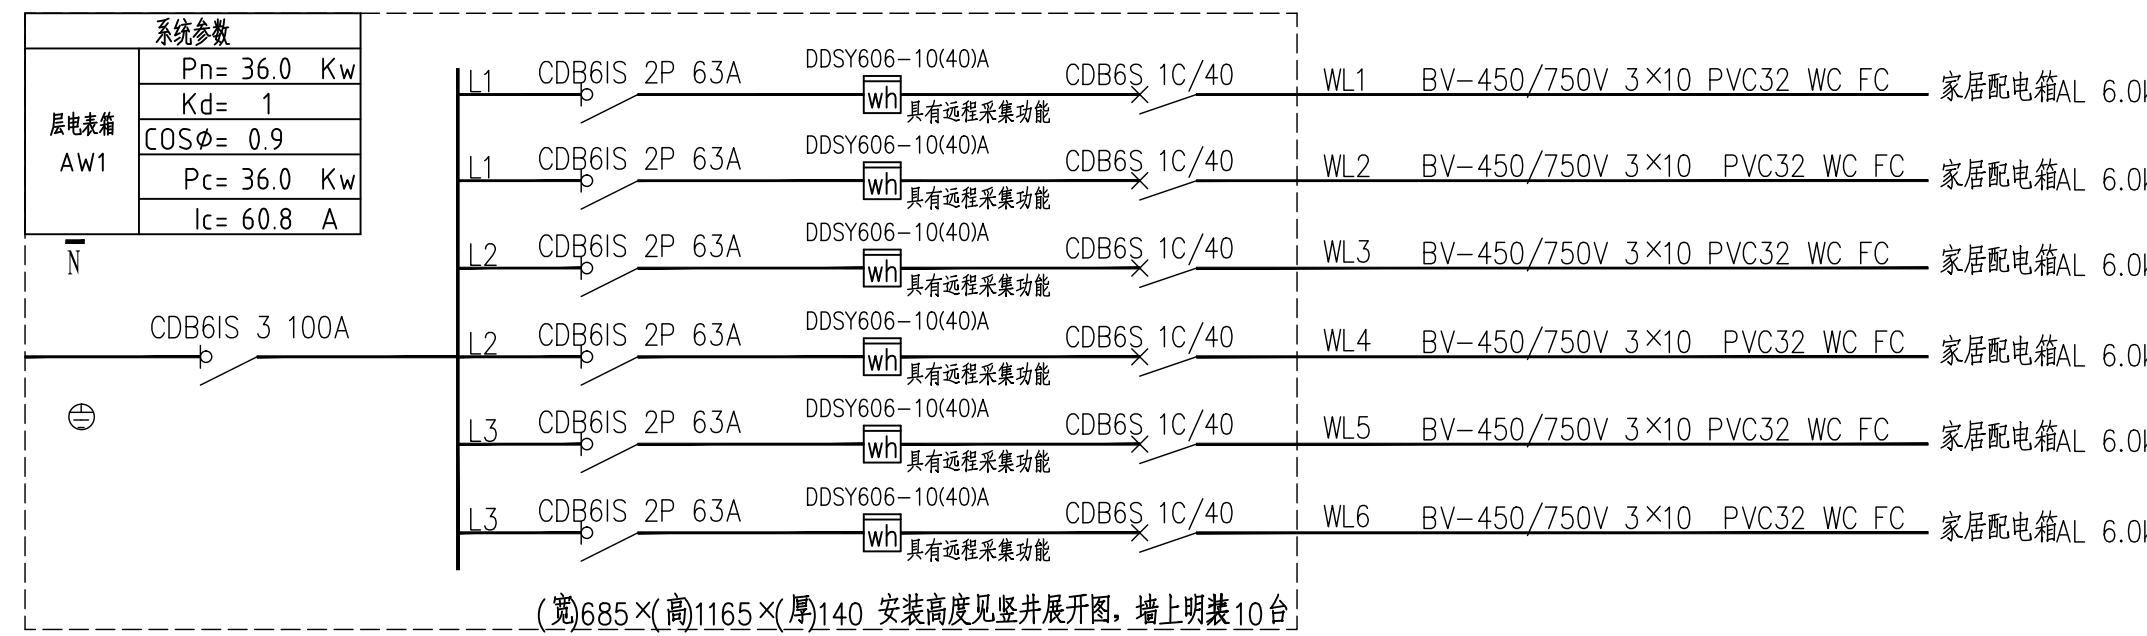 系统参数
层电表箱
AW1
Pn= 36.0 Kw
Kd= 1
COSφ= 0.9
Pc= 36.0 Kw
Ic= 60.8 A
N
CDB6IS 3 100A
L1 CDB6IS 2P 63A DDSY606-10(40)A CDB6S 1C/40 WL1 BV-450/750V 3×10 PVC32 WC FC 家居配电箱AL 6.0
wh 具有远程采集功能
L1 CDB6IS 2P 63A DDSY606-10(40)A CDB6S 1C/40 WL2 BV-450/750V 3×10 PVC32 WC FC 家居配电箱AL 6.0
wh 具有远程采集功能
L2 CDB6IS 2P 63A DDSY606-10(40)A CDB6S 1C/40 WL3 BV-450/750V 3×10 PVC32 WC FC 家居配电箱AL 6.0
wh 具有远程采集功能
L2 CDB6IS 2P 63A DDSY606-10(40)A CDB6S 1C/40 WL4 BV-450/750V 3×10 PVC32 WC FC 家居配电箱AL 6.0
wh 具有远程采集功能
L3 CDB6IS 2P 63A DDSY606-10(40)A CDB6S 1C/40 WL5 BV-450/750V 3×10 PVC32 WC FC 家居配电箱AL 6.0
wh 具有远程采集功能
L3 CDB6IS 2P 63A DDSY606-10(40)A CDB6S 1C/40 WL6 BV-450/750V 3×10 PVC32 WC FC 家居配电箱AL 6.0
wh 具有远程采集功能
(宽)685×(高)1165×(厚)140 安装高度见竖井展开图，墙上明装10台